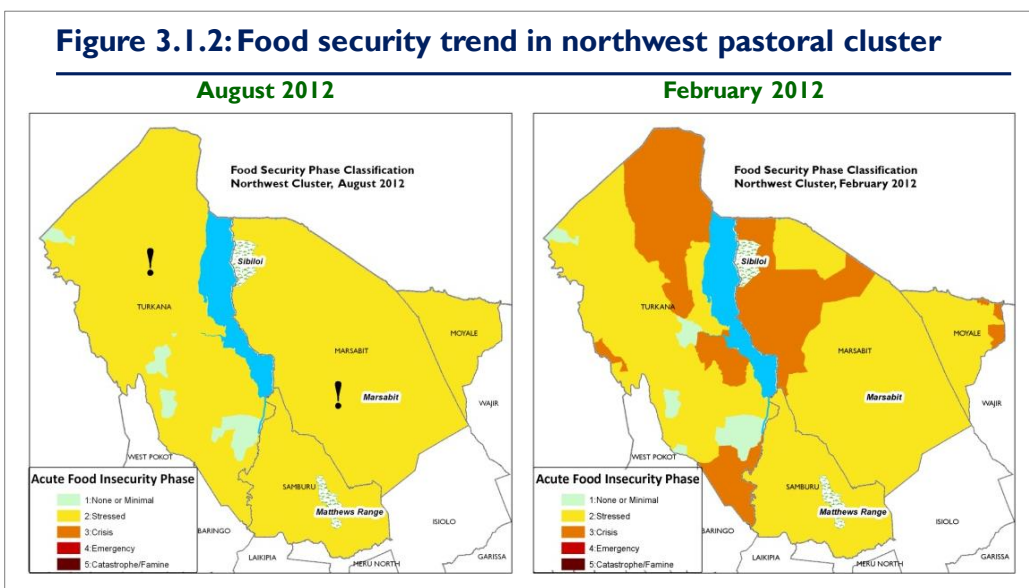 Figure 3.1.2: Food security trend in northwest pastoral cluster
August 2012
Food Security Phase Classification
Northwest Cluster, August 2012
Sibiloi
!
TURKANA
MOYALE
MARSABIT
!
Marsabit
WAJIR
WEST POKOT
Acute Food Insecurity Phase
1:None or Minimal
2:Stressed
3:Crisis
4:Emergency
5:Catastrophe/Famine
SAMBURU
Matthews Range
BARINGO
ISIOLO
LAIKIPIA
MERU NORTH
GARISSA
February 2012
Food Security Phase Classification
Northwest Cluster, February 2012
Sibiloi
TURKANA
MOYALE
MARSABIT
Marsabit
WAJIR
WEST POKOT
Acute Food Insecurity Phase
1:None or Minimal
2:Stressed
3:Crisis
4:Emergency
5:Catastrophe/Famine
SAMBURU
Matthews Range
BARINGO
ISIOLO
LAIKIPIA
MERU NORTH
GARISSA